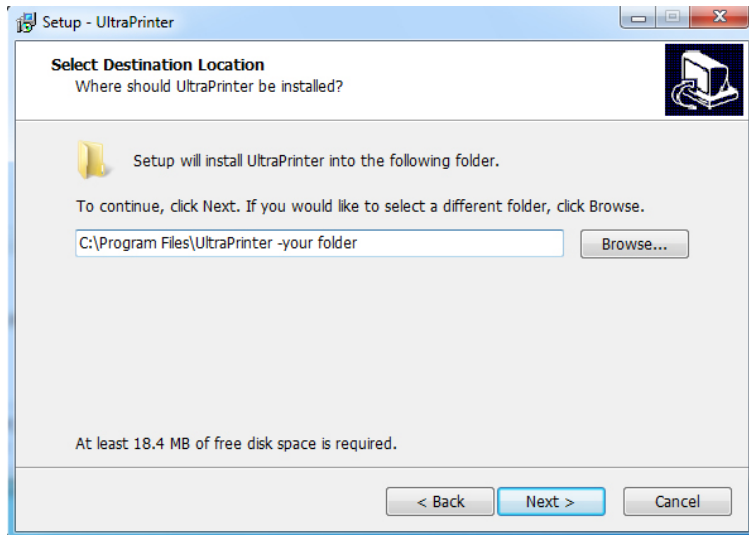 Setup - UltraPrinter
Select Destination Location
Where should UltraPrinter be installed?
Setup will install UltraPrinter into the following folder.
To continue, click Next. If you would like to select a different folder, click Browse.
C:\Program Files\UltraPrinter -your folder
Browse...
At least 18.4 MB of free disk space is required.
< Back
Next >
Cancel